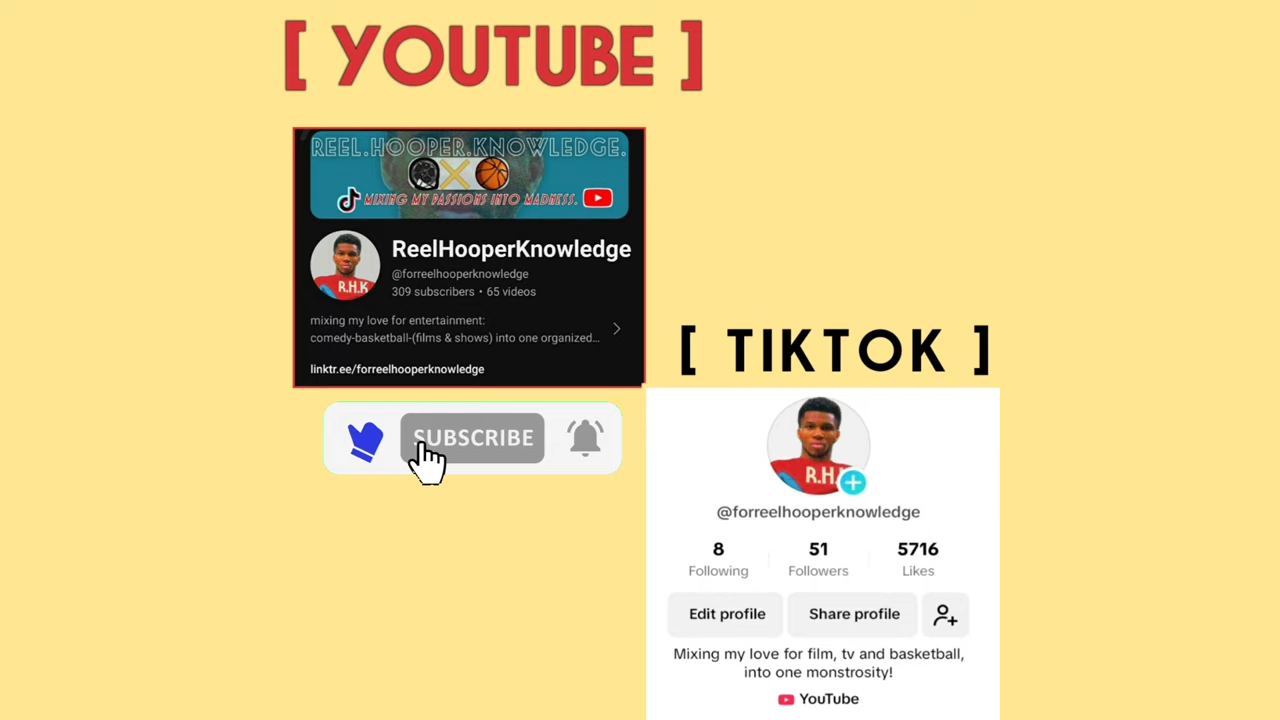 [ YOUTUBE ]
REEL.HOOPER.KNOWLEDGE.
MIXING MY PASSIONS INTO MADNESS.
R.H.K
ReelHooperKnowledge
@forreelhooperknowledge
309 subscribers • 65 videos
mixing my love for entertainment:
comedy-basketball-(films & shows) into one organized...
linktr.ee/forreelhooperknowledge
SUBSCRIBE
[ TIKTOK ]
R.H.
@forreelhooperknowledge
8 51 5716
Following Followers Likes
Edit profile Share profile
Mixing my love for film, tv and basketball,
into one monstrosity!
YouTube